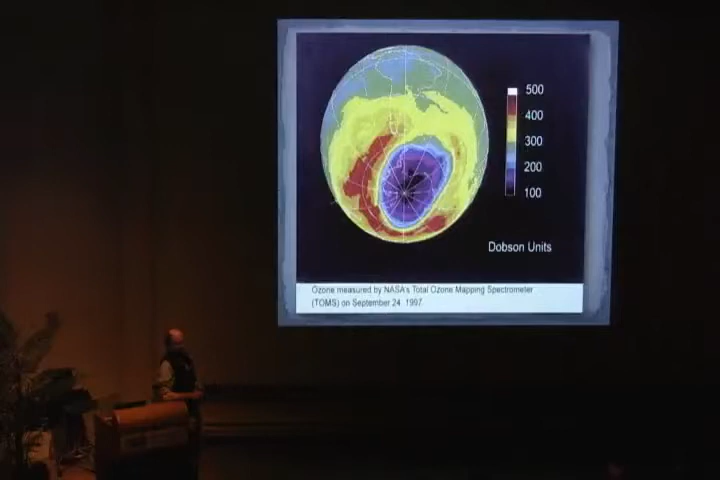 500
400
300
200
100
Dobson Units
Ozone measured by NASA's Total Ozone Mapping Spectrometer
(TOMS) on September 24, 1997.